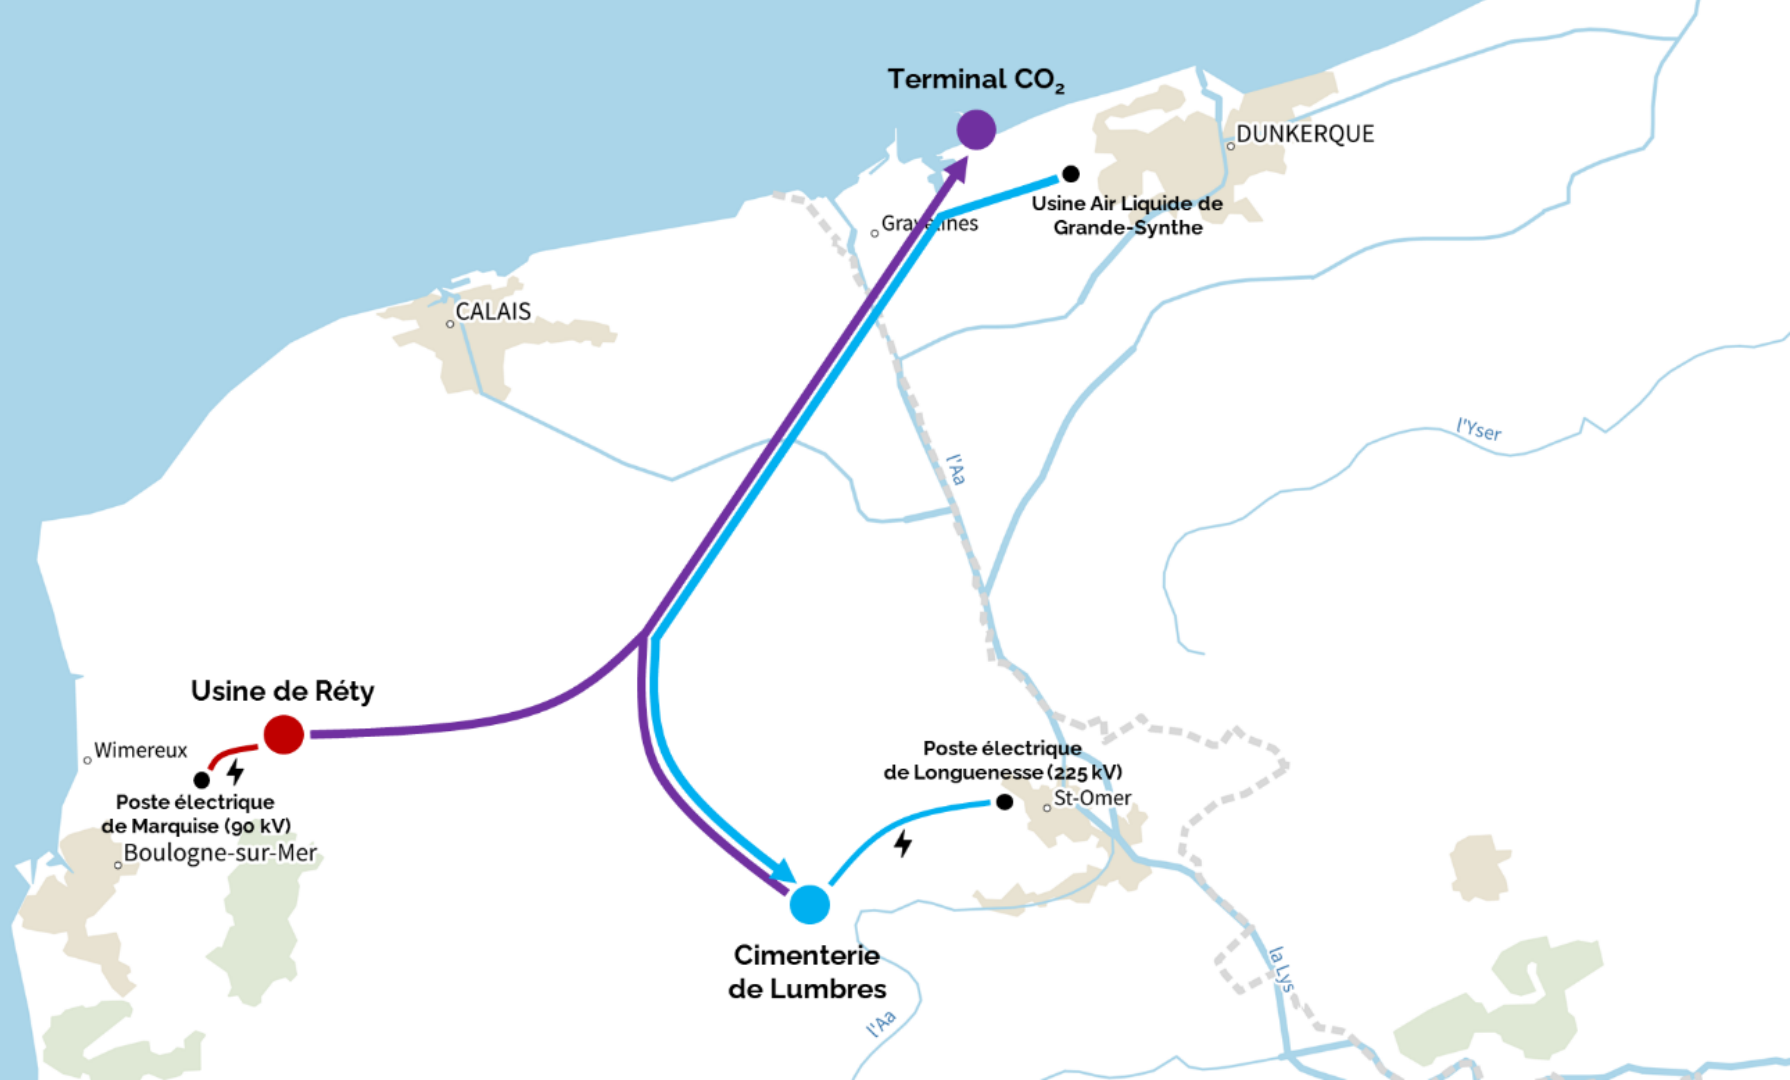 Terminal CO₂
DUNKERQUE
Usine Air Liquide de
Grande-Synthe
Gravelines
CALAIS
l'Yser
l'Aa
Usine de Réty
Wimereux
Poste électrique
de Marquise (90 kV)
Boulogne-sur-Mer
Poste électrique
de Longuenesse (225 kV)
St-Omer
Cimenterie
de Lumbres
la Lys
l'Aa